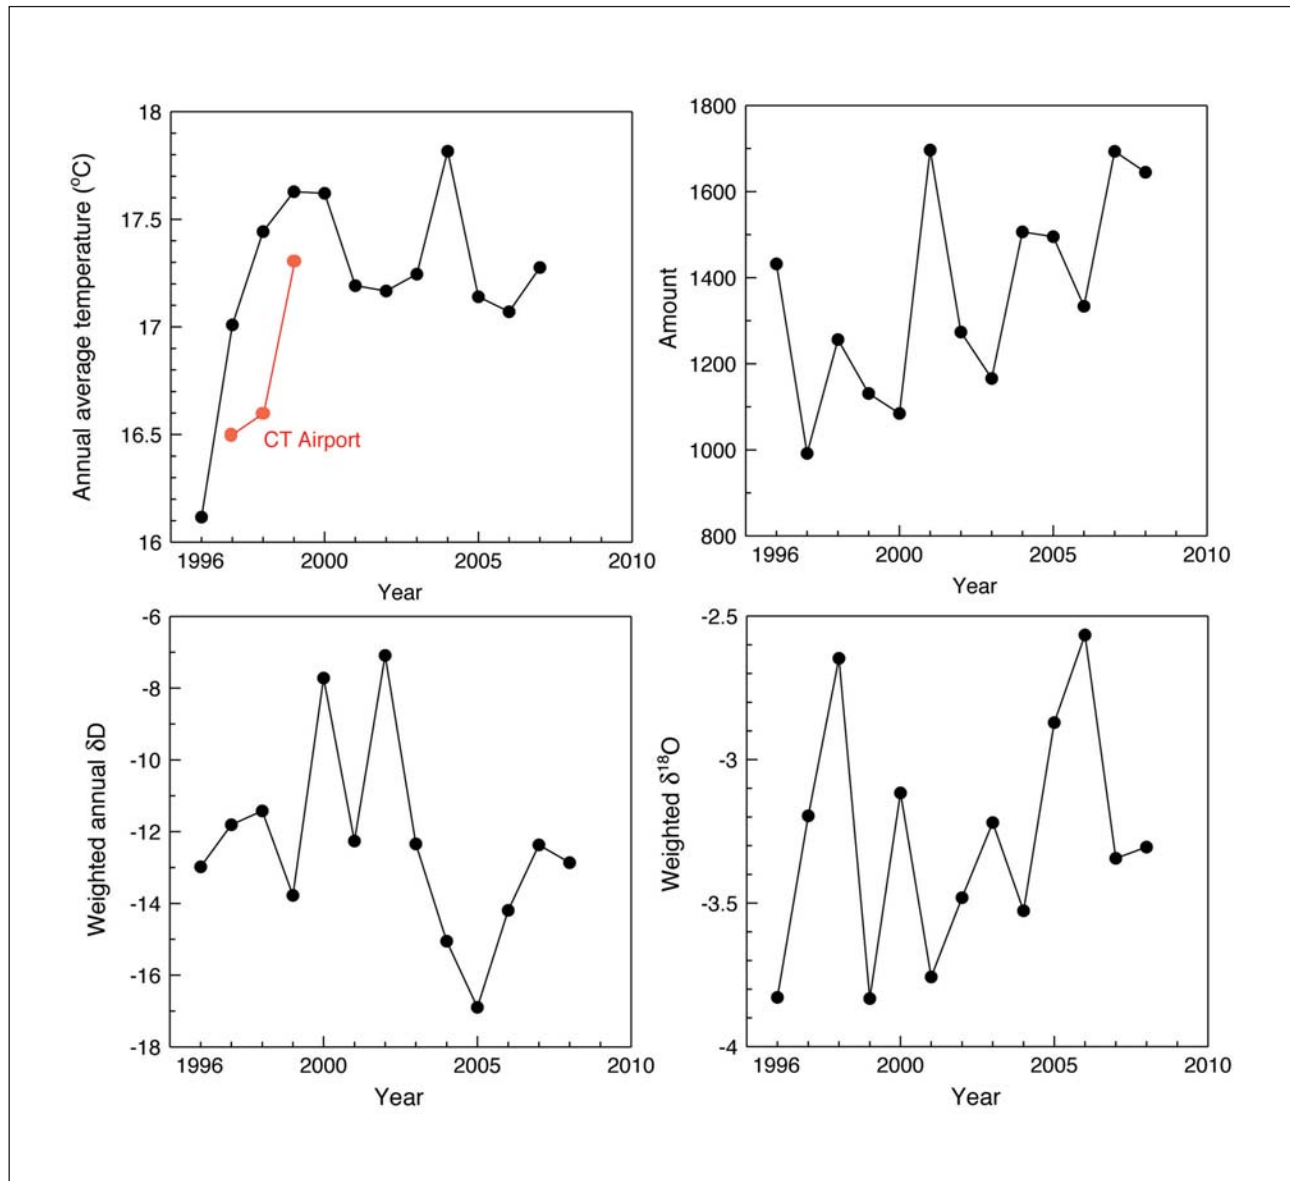 Annual average temperature (°C)
18
17.5
17
16.5
16
CT Airport
1996 2000 2005 2010
Year
Amount
1800
1600
1400
1200
1000
800
1996 2000 2005 2010
Year
Weighted annual δD
-6
-8
-10
-12
-14
-16
-18
1996 2000 2005 2010
Year
Weighted δ¹⁸O
-2.5
-3
-3.5
-4
1996 2000 2005 2010
Year